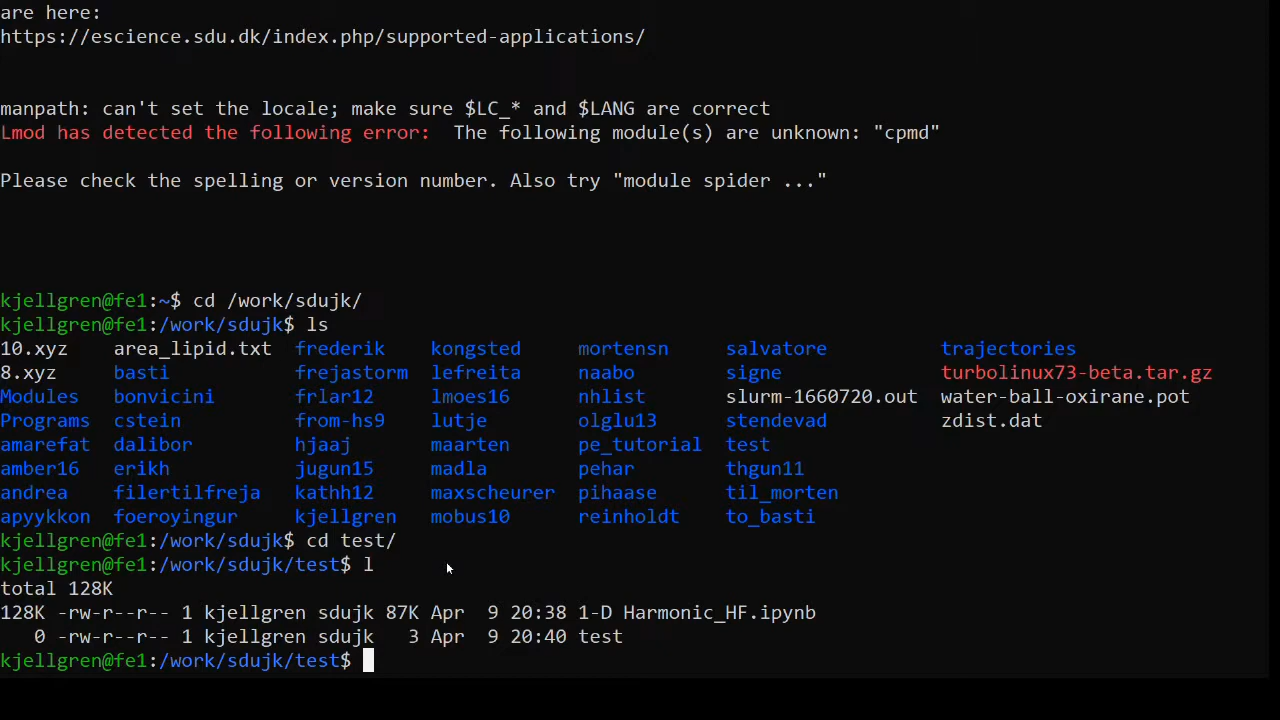 are here:
https://escience.sdu.dk/index.php/supported-applications/
manpath: can't set the locale; make sure $LC_* and $LANG are correct
Lmod has detected the following error:  The following module(s) are unknown: "cpmd"
Please check the spelling or version number. Also try "module spider ..."
kjellgren@fe1:~$ cd /work/sdujk/
kjellgren@fe1:/work/sdujk$ ls
10.xyz    area_lipid.txt  frederik    kongsted      mortensn     salvatore          trajectories
8.xyz     basti           frejastorm  lefreita      naabo        signe              turbolinux73-beta.tar.gz
Modules   bonvicini       frlar12     lmoes16       nhlist       slurm-1660720.out  water-ball-oxirane.pot
Programs  cstein          from-hs9    lutje         olglu13      stendevad          zdist.dat
amarefat  dalibor         hjaaj       maarten       pe_tutorial  test
amber16   erikh           jugun15     madla         pehar        thgun11
andrea    filertilfreja   kathh12     maxscheurer   pihaase      til_morten
apyykkon  foeroyingur     kjellgren   mobus10       reinholdt    to_basti
kjellgren@fe1:/work/sdujk$ cd test/
kjellgren@fe1:/work/sdujk/test$ l
total 128K
128K -rw-r--r-- 1 kjellgren sdujk 87K Apr  9 20:38 1-D Harmonic_HF.ipynb
   0 -rw-r--r-- 1 kjellgren sdujk   3 Apr  9 20:40 test
kjellgren@fe1:/work/sdujk/test$